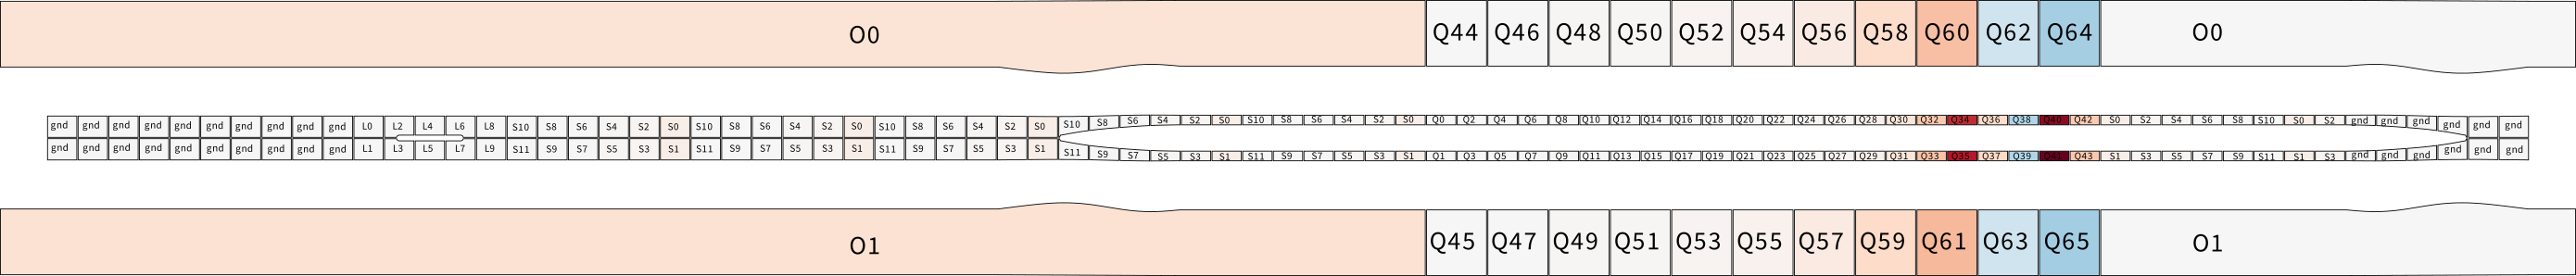 O0 Q44 Q46 Q48 Q50 Q52 Q54 Q56 Q58 Q60 Q62 Q64 O0
gnd gnd gnd gnd gnd gnd gnd gnd gnd gnd L0 L2 L4 L6 L8 S10 S8 S6 S4 S2 S0 S10 S8 S6 S4 S2 S0 S10 S8 S6 S4 S2 S0 S10 S8 S6 S4 S2 S0 S10 S8 S6 S4 S2 S0 Q0 Q2 Q4 Q6 Q8 Q10 Q12 Q14 Q16 Q18 Q20 Q22 Q24 Q26 Q28 Q30 Q32 Q34 Q36 Q38 Q40 Q42 S0 S2 S4 S6 S8 S10 S0 S2 gnd gnd gnd gnd gnd gnd
gnd gnd gnd gnd gnd gnd gnd gnd gnd gnd L1 L3 L5 L7 L9 S11 S9 S7 S5 S3 S1 S11 S9 S7 S5 S3 S1 S11 S9 S7 S5 S3 S1 S11 S9 S7 S5 S3 S1 S11 S9 S7 S5 S3 S1 Q1 Q3 Q5 Q7 Q9 Q11 Q13 Q15 Q17 Q19 Q21 Q23 Q25 Q27 Q29 Q31 Q33 Q35 Q37 Q39 Q41 Q43 S1 S3 S5 S7 S9 S11 S1 S3 gnd gnd gnd gnd gnd gnd
O1 Q45 Q47 Q49 Q51 Q53 Q55 Q57 Q59 Q61 Q63 Q65 O1